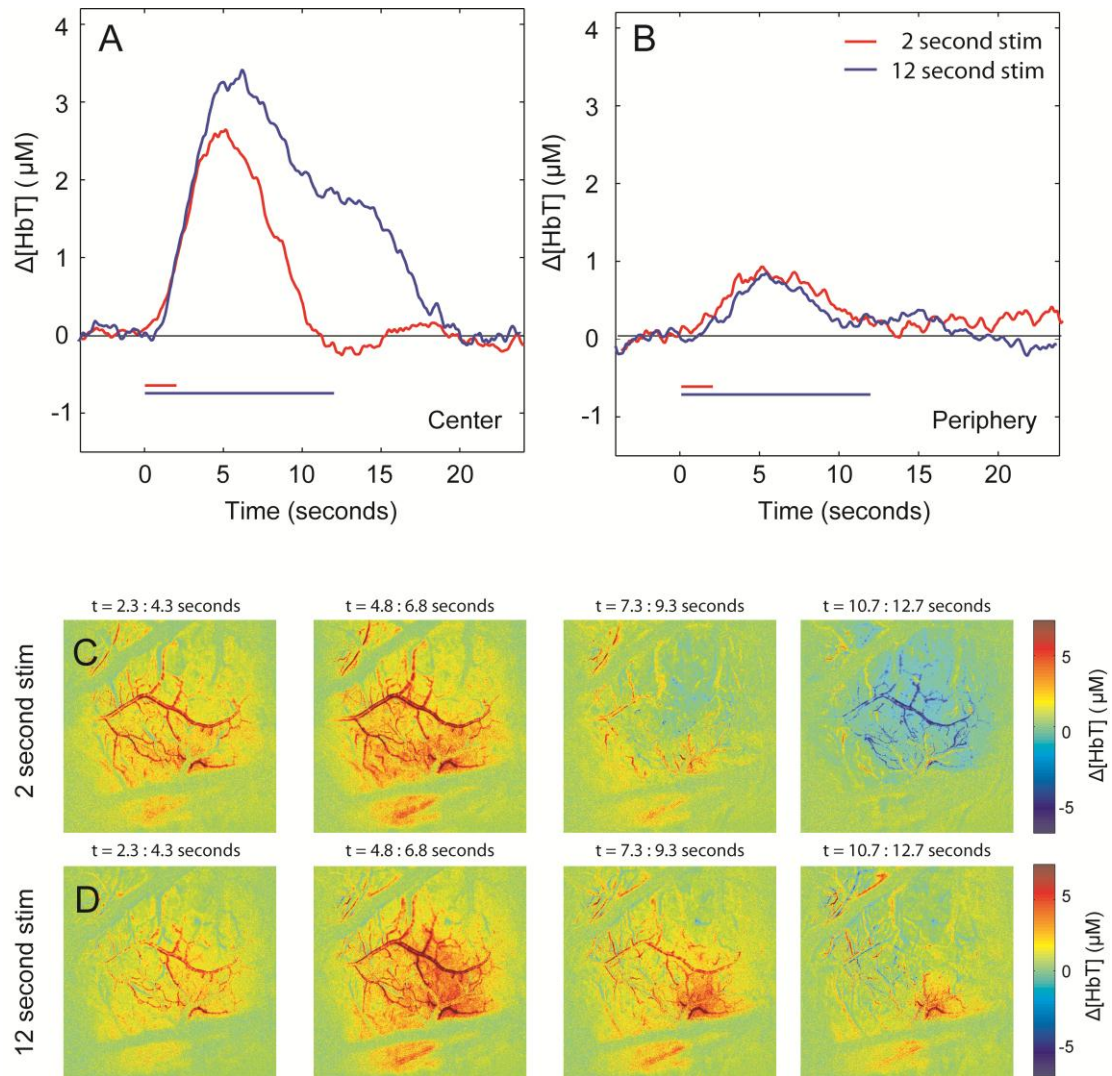 A
Δ[HbT] ( µM)
4
3
2
1
0
-1
0 5 10 15 20
Center
Time (seconds)
B
2 second stim
12 second stim
Δ[HbT] (µM)
4
3
2
1
0
-1
0 5 10 15 20
Periphery
Time (seconds)
t = 2.3 : 4.3 seconds
t = 4.8 : 6.8 seconds
t = 7.3 : 9.3 seconds
t = 10.7 : 12.7 seconds
C
2 second stim
5
0
-5
Δ[HbT] (µM)
t = 2.3 : 4.3 seconds
t = 4.8 : 6.8 seconds
t = 7.3 : 9.3 seconds
t = 10.7 : 12.7 seconds
D
12 second stim
5
0
-5
Δ[HbT] (µM)